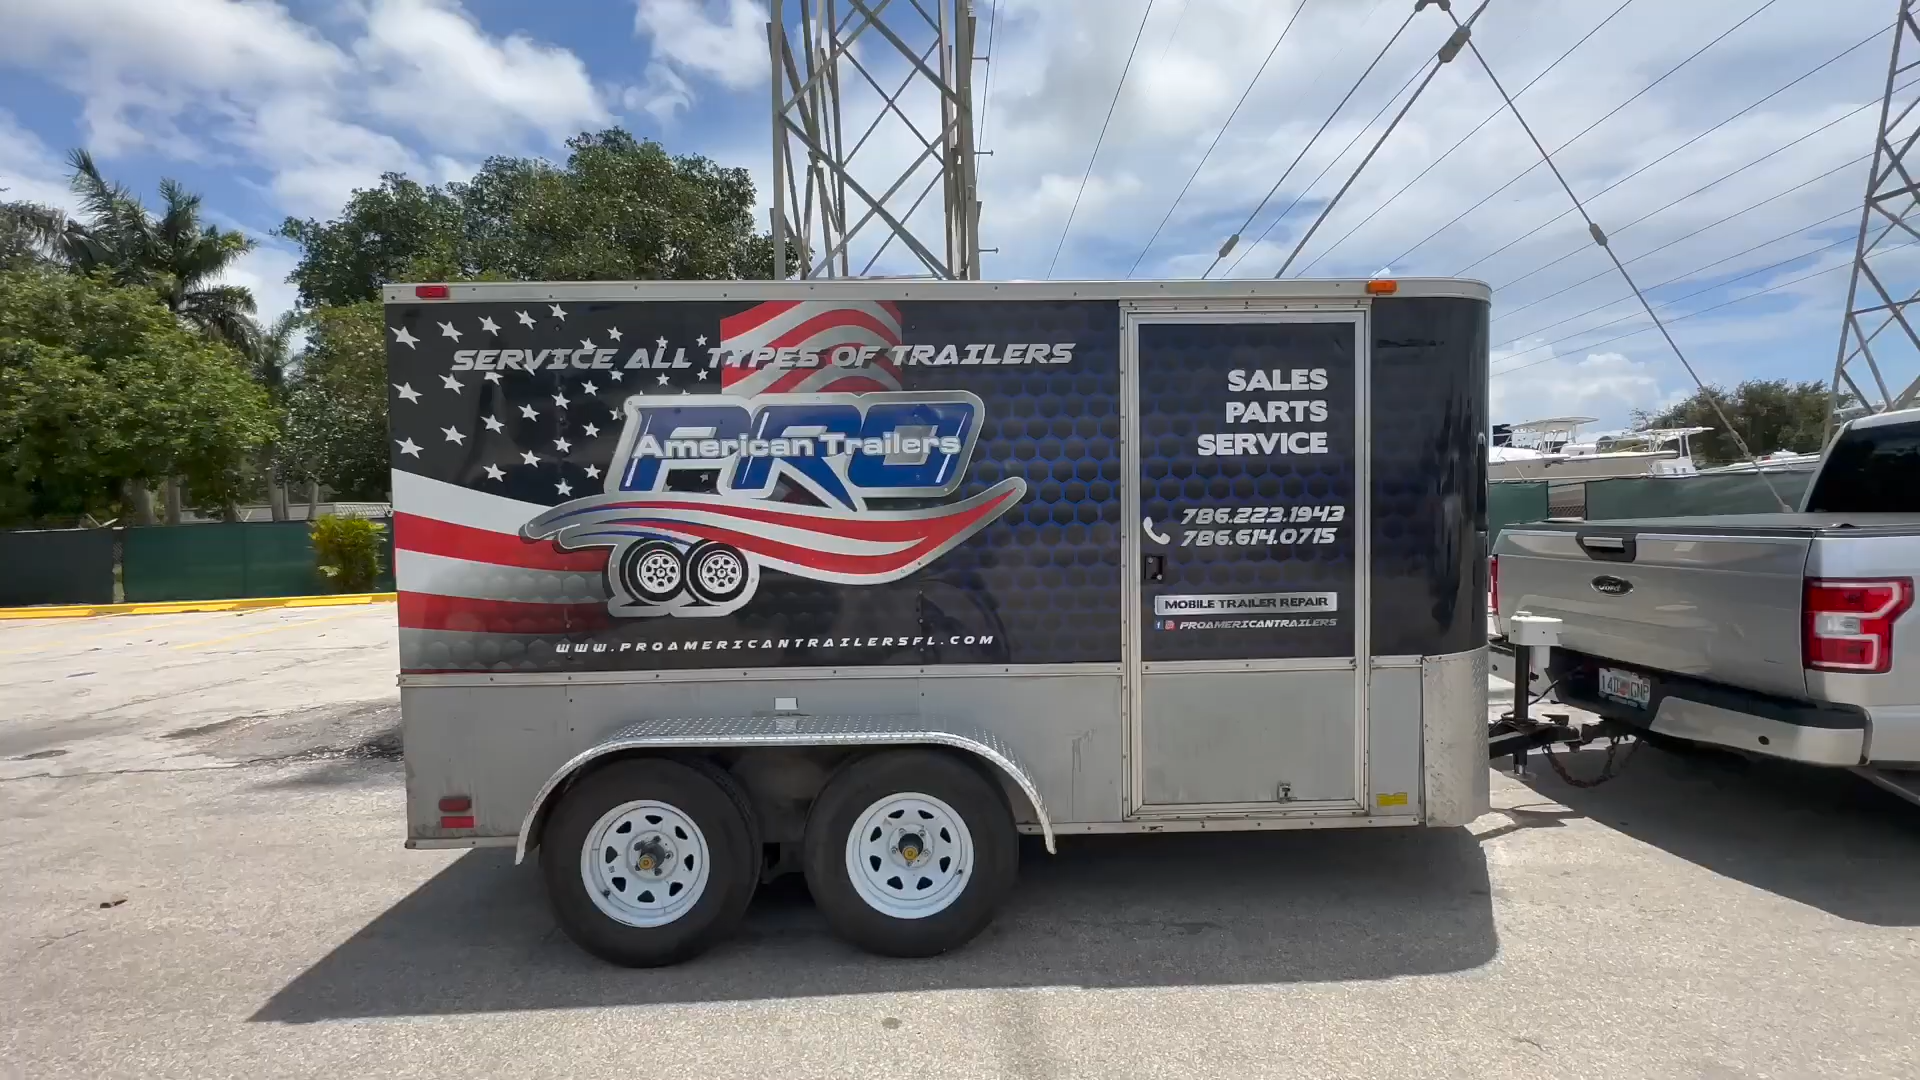 SERVICE ALL TYPES OF TRAILERS
PRO
American Trailers
WWW.PROAMERICANTRAILERSFL.COM
SALES
PARTS
SERVICE
786.223.1943
786.614.0715
MOBILE TRAILER REPAIR
PROAMERICANTRAILERS
Ford